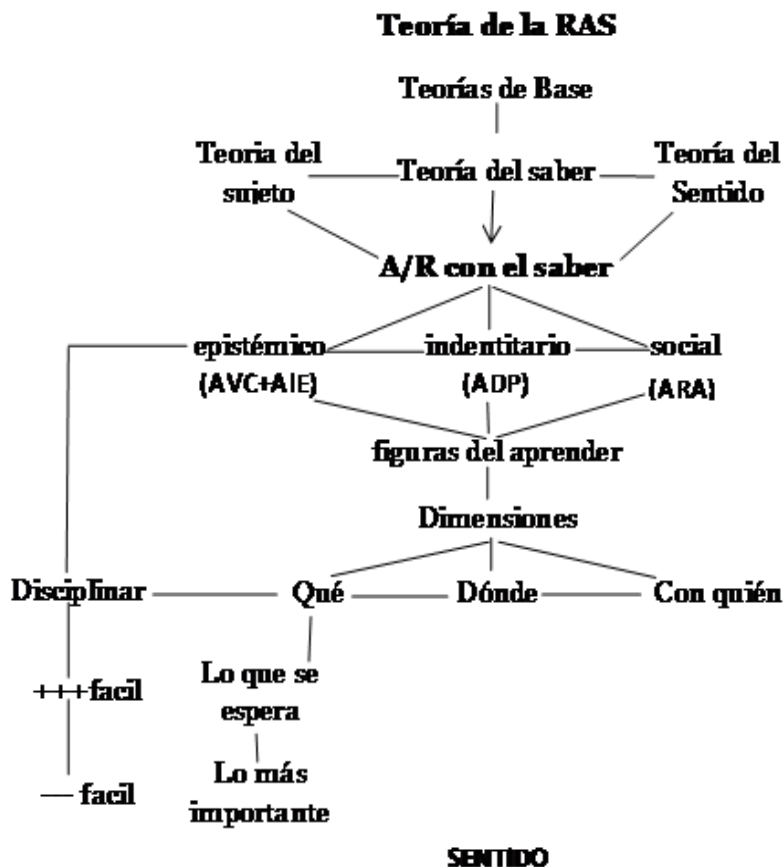 Teoría de la RAS
Teorías de Base
Teoria del sujeto
Teoría del saber
Teoría del Sentido
A/R con el saber
epistémico
indentitario
social
(AVC+AIE)
(ADP)
(ARA)
figuras del aprender
Dimensiones
Disciplinar
Qué
Dónde
Con quién
+++facil
Lo que se
espera
— facil
Lo más
importante
SENTIDO